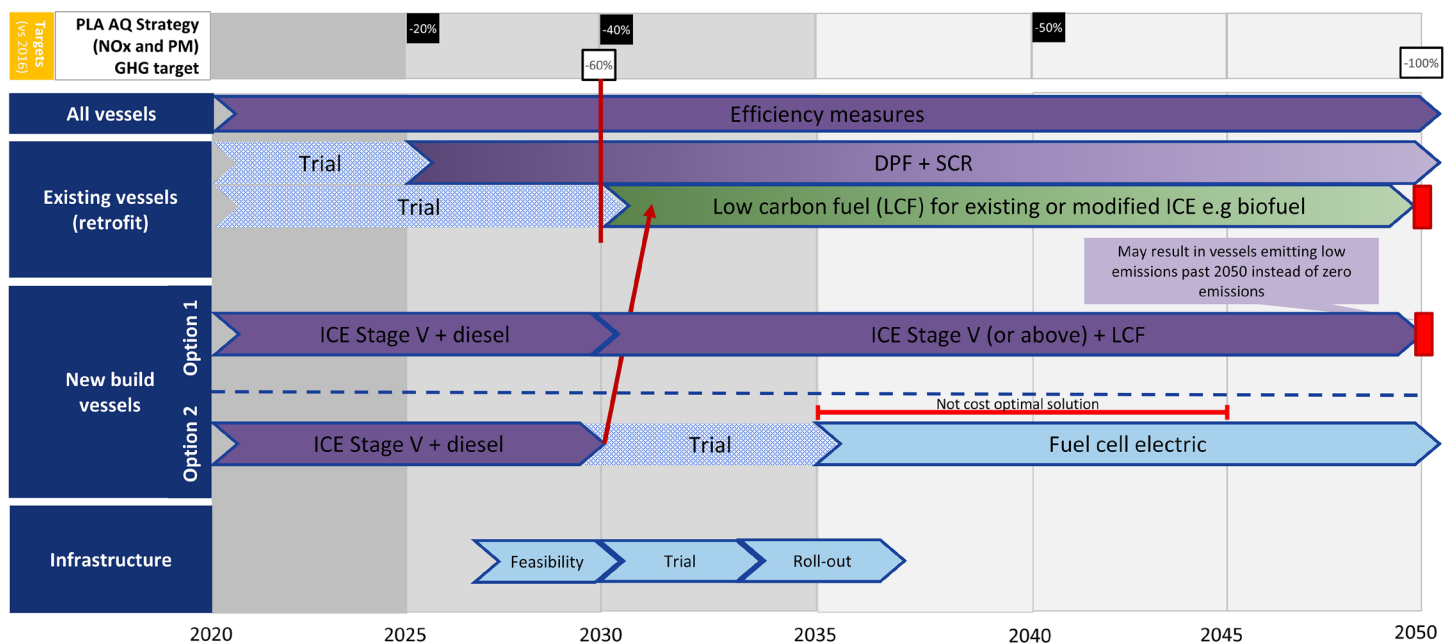 Targets
(vs 2016)
PLA AQ Strategy
(NOx and PM)
GHG target
-20%
-40%
-50%
-60%
-100%
All vessels
Efficiency measures
Existing vessels
(retrofit)
Trial
DPF + SCR
Trial
Low carbon fuel (LCF) for existing or modified ICE e.g biofuel
May result in vessels emitting low
emissions past 2050 instead of zero
emissions
New build
vessels
Option 1
ICE Stage V + diesel
ICE Stage V (or above) + LCF
Not cost optimal solution
Option 2
ICE Stage V + diesel
Trial
Fuel cell electric
Infrastructure
Feasibility
Trial
Roll-out
2020
2025
2030
2035
2040
2045
2050